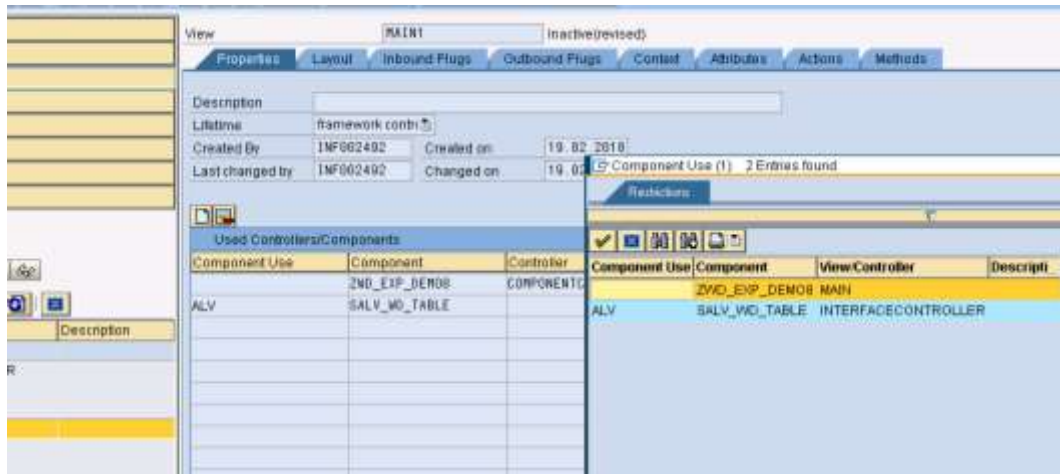 View MAIN1 Inactive(revised)
Properties Layout Inbound Plugs Outbound Plugs Context Attributes Actions Methods
Description
Lifetime framework contr
Created By INF002492 Created on 19.02.2010
Last changed by INF002492 Changed on 19.02
Component Use (1) 2 Entries found
Restrictions
Used Controllers/Components
Component Use Component Controller
ZWD_EXP_DEMO8 COMPONENTC
ALV SALV_WD_TABLE
Component Use Component View/Controller Descripti
ZWD_EXP_DEMO8 MAIN
ALV SALV_WD_TABLE INTERFACECONTROLLER
Description
R